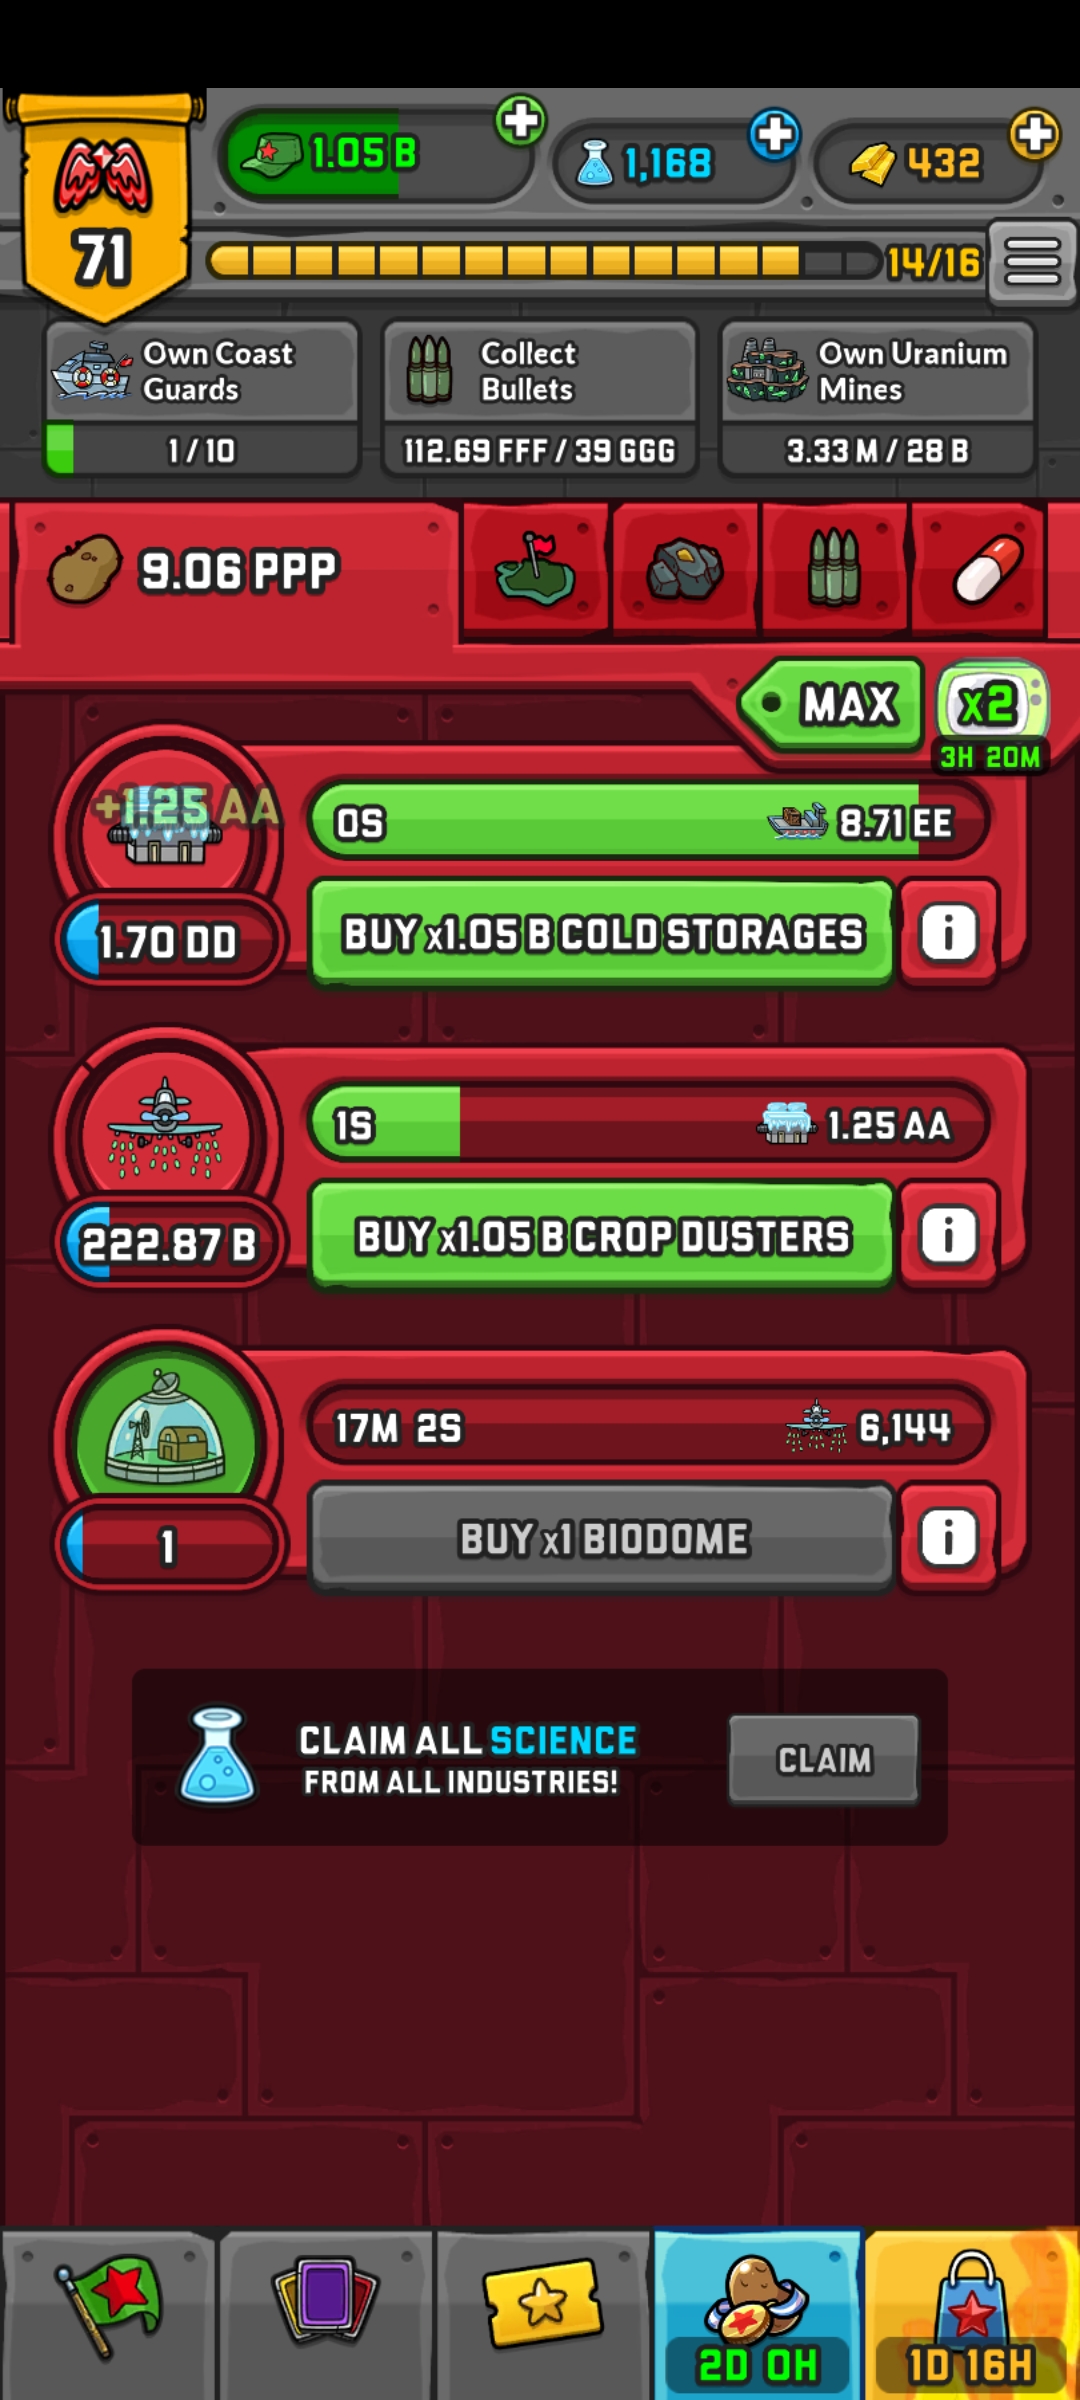 71
1.05 B
1,168
432
14/16
Own Coast
Guards
1 / 10
Collect
Bullets
112.69 FFF / 39 GGG
Own Uranium
Mines
3.33 M / 28 B
9.06 PPP
MAX
x2
3H 20M
+1.25 AA
0S
8.71 EE
1.70 DD
BUY x1.05 B COLD STORAGES
i
1S
1.25 AA
222.87 B
BUY x1.05 B CROP DUSTERS
i
17M 2S
6,144
1
BUY x1 BIODOME
i
CLAIM ALL SCIENCE
FROM ALL INDUSTRIES!
CLAIM
2D 0H
1D 16H